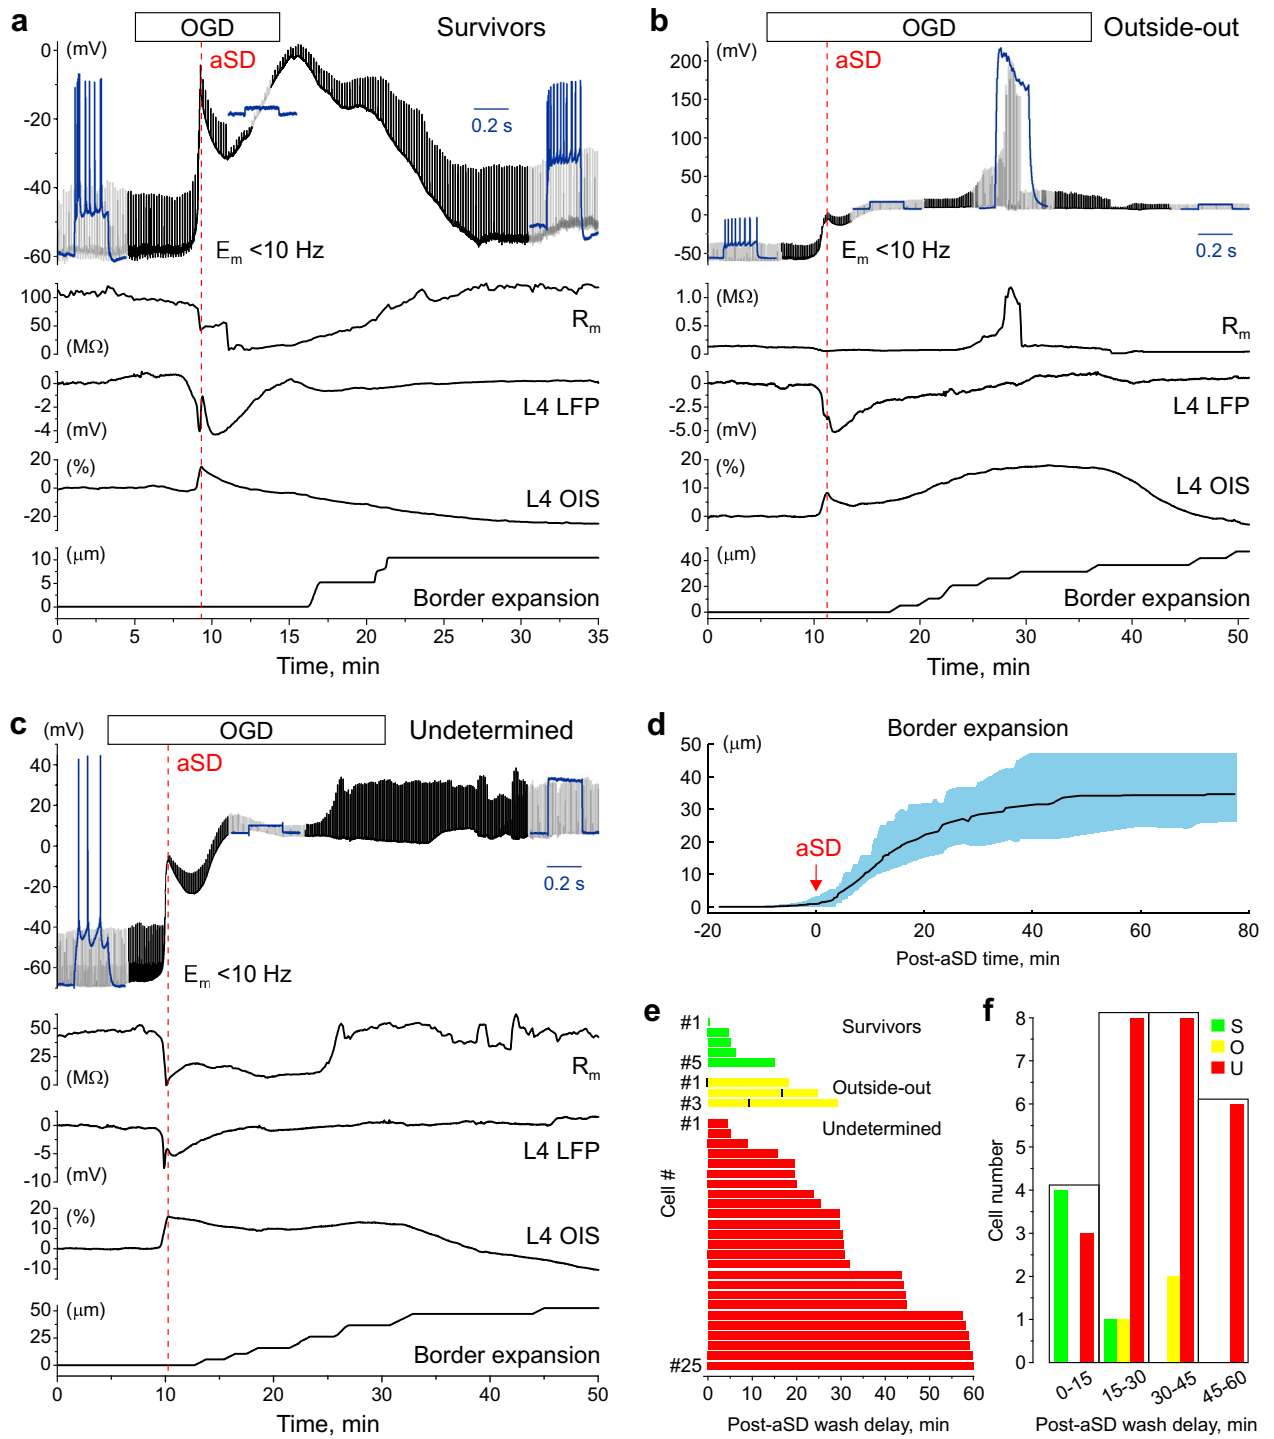 a
OGD
Survivors
(mV)
0
-20
-40
-60
aSD
0.2 s
Em <10 Hz
100
50
0
(MΩ)
Rm
0
-2
-4
(mV)
L4 LFP
20
0
-20
(%)
L4 OIS
10
5
0
(μm)
Border expansion
0 5 10 15 20 25 30 35
Time, min
b
OGD
Outside-out
(mV)
200
150
100
50
0
-50
aSD
0.2 s
Em <10 Hz
1.0
0.5
0
(MΩ)
Rm
0
-2.5
-5.0
(mV)
L4 LFP
20
10
0
(%)
L4 OIS
40
20
0
(μm)
Border expansion
0 10 20 30 40 50
Time, min
c
OGD
Undetermined
(mV)
40
20
0
-20
-40
-60
aSD
0.2 s
Em <10 Hz
50
25
0
(MΩ)
Rm
0
-5
-10
(mV)
L4 LFP
20
10
0
-10
(%)
L4 OIS
50
25
0
(μm)
Border expansion
0 10 20 30 40 50
Time, min
d
Border expansion
(μm)
50
40
30
20
10
0
aSD
-20 0 20 40 60 80
Post-aSD time, min
e
#1
Survivors
#5
#1
Outside-out
#3
#1
Undetermined
Cell #
#25
0 10 20 30 40 50 60
Post-aSD wash delay, min
f
8
7
6
5
4
3
2
1
0
Cell number
S
O
U
0-15 15-30 30-45 45-60
Post-aSD wash delay, min